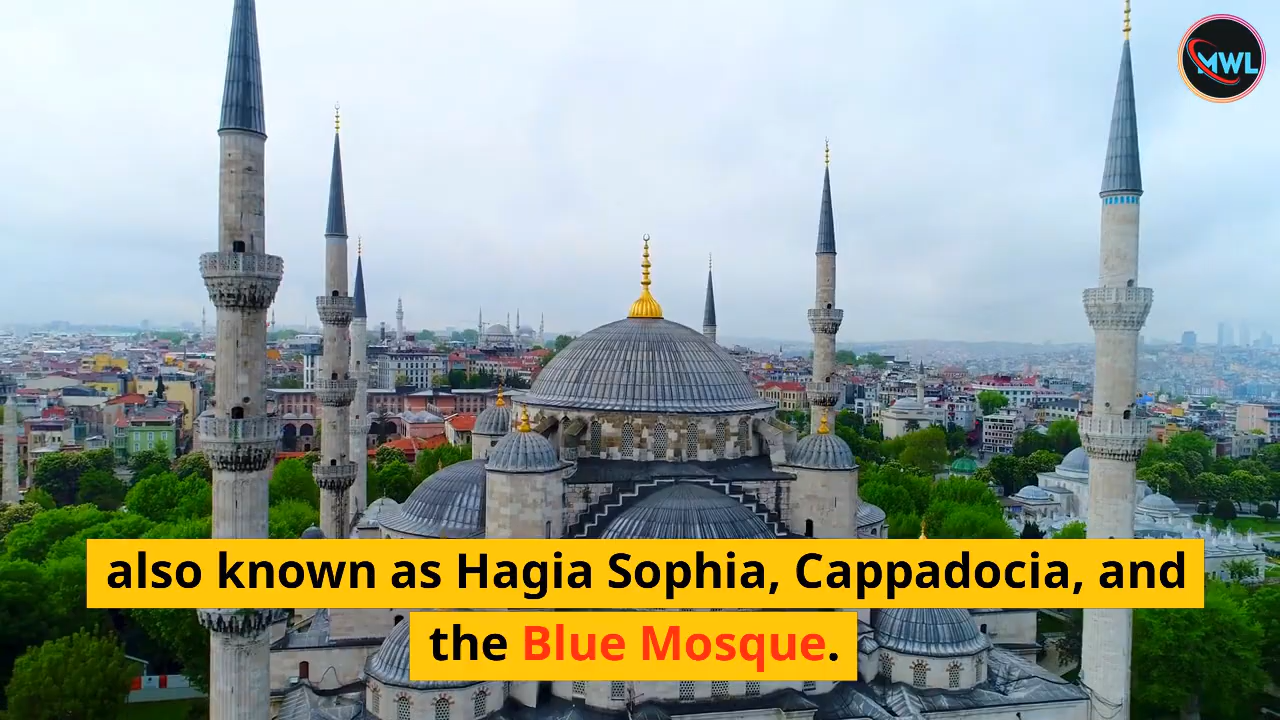 MWL
also known as Hagia Sophia, Cappadocia, and
the Blue Mosque.